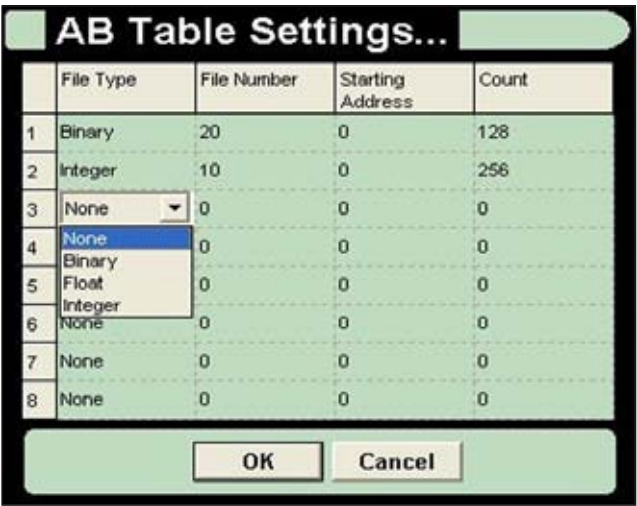 AB Table Settings...
File Type File Number Starting Address Count
1 Binary 20 0 128
2 Integer 10 0 256
3 None 0 0 0
4 None 0 0 0
Binary
5 Float 0 0 0
Integer
6 None 0 0 0
7 None 0 0 0
8 None 0 0 0
OK Cancel